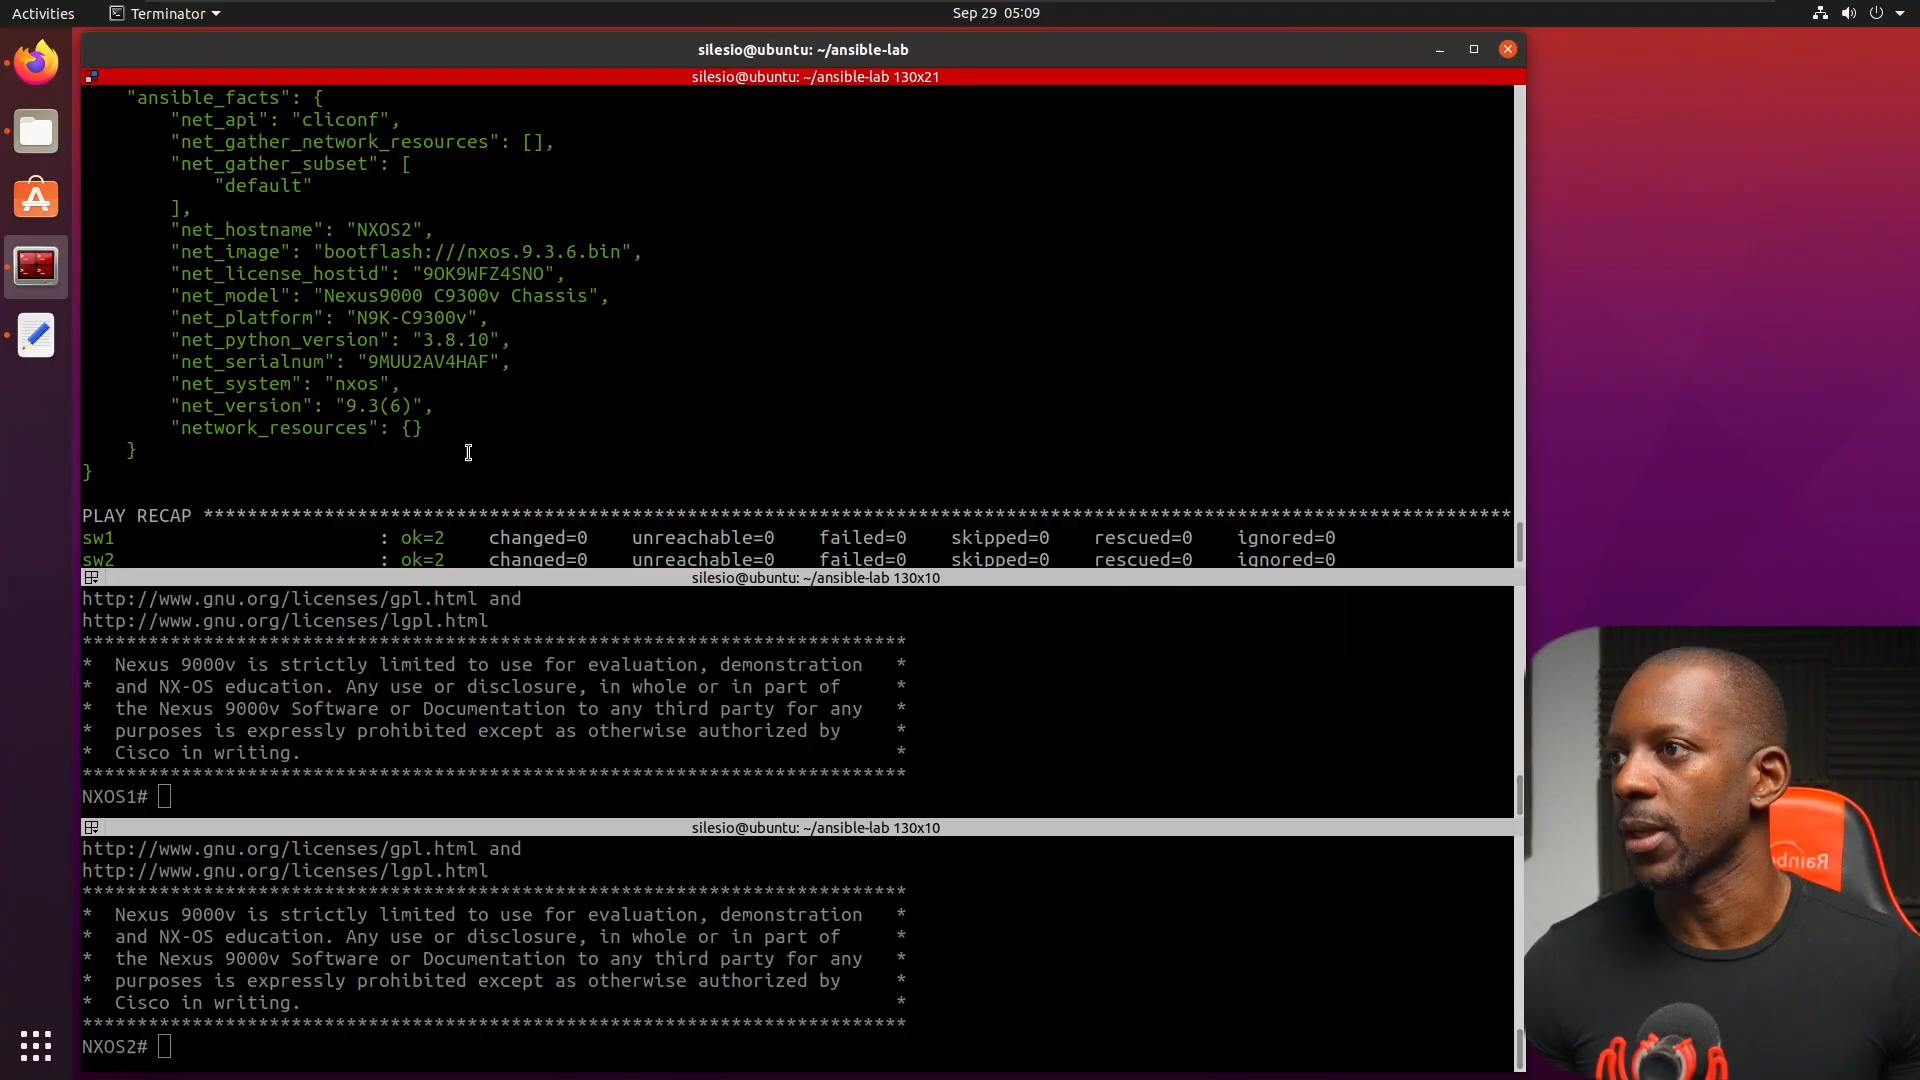 Activities
Terminator
Sep 29 05:09
silesio@ubuntu: ~/ansible-lab
silesio@ubuntu: ~/ansible-lab 130x21
"ansible_facts": {
"net_api": "cliconf",
"net_gather_network_resources": [],
"net_gather_subset": [
"default"
],
"net_hostname": "NXOS2",
"net_image": "bootflash:///nxos.9.3.6.bin",
"net_license_hostid": "9OK9WFZ4SNO",
"net_model": "Nexus9000 C9300v Chassis",
"net_platform": "N9K-C9300v",
"net_python_version": "3.8.10",
"net_serialnum": "9MUU2AV4HAF",
"net_system": "nxos",
"net_version": "9.3(6)",
"network_resources": {}
}
}
PLAY RECAP ***********************************************************************************************************************
sw1 : ok=2 changed=0 unreachable=0 failed=0 skipped=0 rescued=0 ignored=0
sw2 : ok=2 changed=0 unreachable=0 failed=0 skipped=0 rescued=0 ignored=0
silesio@ubuntu: ~/ansible-lab 130x10
http://www.gnu.org/licenses/gpl.html and
http://www.gnu.org/licenses/lgpl.html
***************************************************************************
* Nexus 9000v is strictly limited to use for evaluation, demonstration *
* and NX-OS education. Any use or disclosure, in whole or in part of *
* the Nexus 9000v Software or Documentation to any third party for any *
* purposes is expressly prohibited except as otherwise authorized by *
* Cisco in writing. *
***************************************************************************
NXOS1#
silesio@ubuntu: ~/ansible-lab 130x10
http://www.gnu.org/licenses/gpl.html and
http://www.gnu.org/licenses/lgpl.html
***************************************************************************
* Nexus 9000v is strictly limited to use for evaluation, demonstration *
* and NX-OS education. Any use or disclosure, in whole or in part of *
* the Nexus 9000v Software or Documentation to any third party for any *
* purposes is expressly prohibited except as otherwise authorized by *
* Cisco in writing. *
***************************************************************************
NXOS2#